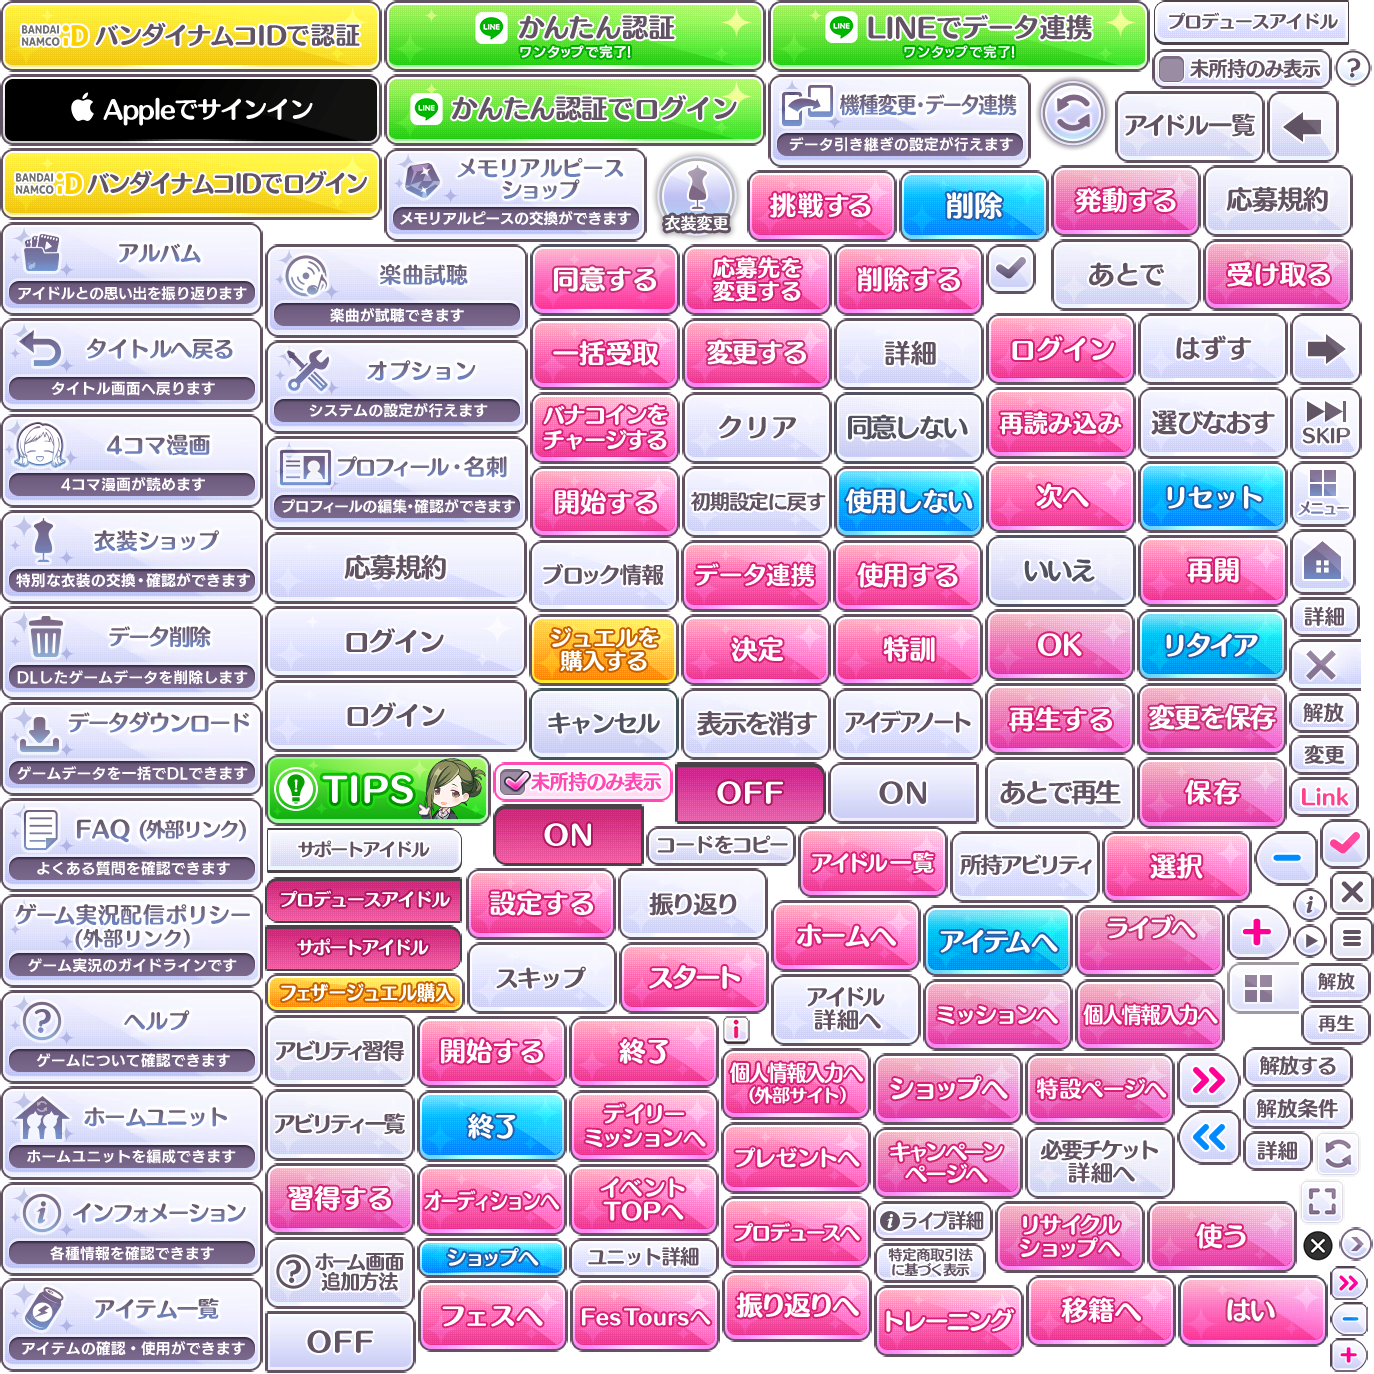 BANDAI NAMCO iD バンダイナムコIDで認証
LINE かんたん認証
ワンタップで完了!
LINE LINEでデータ連携
ワンタップで完了!
プロデュースアイドル
未所持のみ表示
?
Appleでサインイン
LINE かんたん認証でログイン
機種変更・データ連携
データ引き継ぎの設定が行えます
アイドル一覧
BANDAI NAMCO iD バンダイナムコIDでログイン
メモリアルピース
ショップ
メモリアルピースの交換ができます
衣装変更
挑戦する
削除
発動する
応募規約
アルバム
アイドルとの思い出を振り返ります
楽曲試聴
楽曲が試聴できます
同意する
応募先を
変更する
削除する
あとで
受け取る
タイトルへ戻る
タイトル画面へ戻ります
オプション
システムの設定が行えます
一括受取
変更する
詳細
ログイン
はずす
4コマ漫画
4コマ漫画が読めます
プロフィール・名刺
プロフィールの編集・確認ができます
バナコインを
チャージする
クリア
同意しない
再読み込み
選びなおす
SKIP
衣装ショップ
特別な衣装の交換・確認ができます
応募規約
開始する
初期設定に戻す
使用しない
次へ
リセット
メニュー
ブロック情報
データ連携
使用する
いいえ
再開
データ削除
DLしたゲームデータを削除します
ログイン
ジュエルを
購入する
決定
特訓
OK
リタイア
詳細
データダウンロード
ゲームデータを一括でDLできます
ログイン
キャンセル
表示を消す
アイデアノート
再生する
変更を保存
解放
変更
TIPS
未所持のみ表示
OFF
ON
あとで再生
保存
Link
FAQ (外部リンク)
よくある質問を確認できます
サポートアイドル
ON
コードをコピー
アイドル一覧
所持アビリティ
選択
プロデュースアイドル
設定する
振り返り
ゲーム実況配信ポリシー
(外部リンク)
ゲーム実況のガイドラインです
サポートアイドル
ホームへ
アイテムへ
ライブへ
i
フェザージュエル購入
スキップ
スタート
アイドル
詳細へ
ミッションへ
個人情報入力へ
解放
再生
ヘルプ
ゲームについて確認できます
アビリティ習得
開始する
終了
i
個人情報入力へ
(外部サイト)
ショップへ
特設ページへ
解放する
解放条件
ホームユニット
ホームユニットを編成できます
アビリティ一覧
終了
デイリー
ミッションへ
プレゼントへ
キャンペーン
ページへ
必要チケット
詳細へ
詳細
インフォメーション
各種情報を確認できます
習得する
オーディションへ
イベント
TOPへ
プロデュースへ
iライブ詳細
リサイクル
ショップへ
使う
?ホーム画面
追加方法
ショップへ
ユニット詳細
特定商取引法
に基づく表示
アイテム一覧
アイテムの確認・使用ができます
OFF
フェスへ
Fes Toursへ
振り返りへ
トレーニング
移籍へ
はい